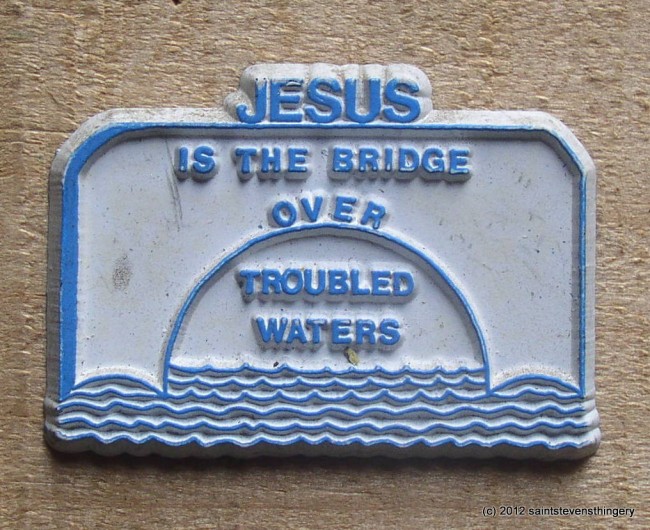 JESUS
IS THE BRIDGE
OVER
TROUBLED
WATERS
(c) 2012 saintstevensthingery